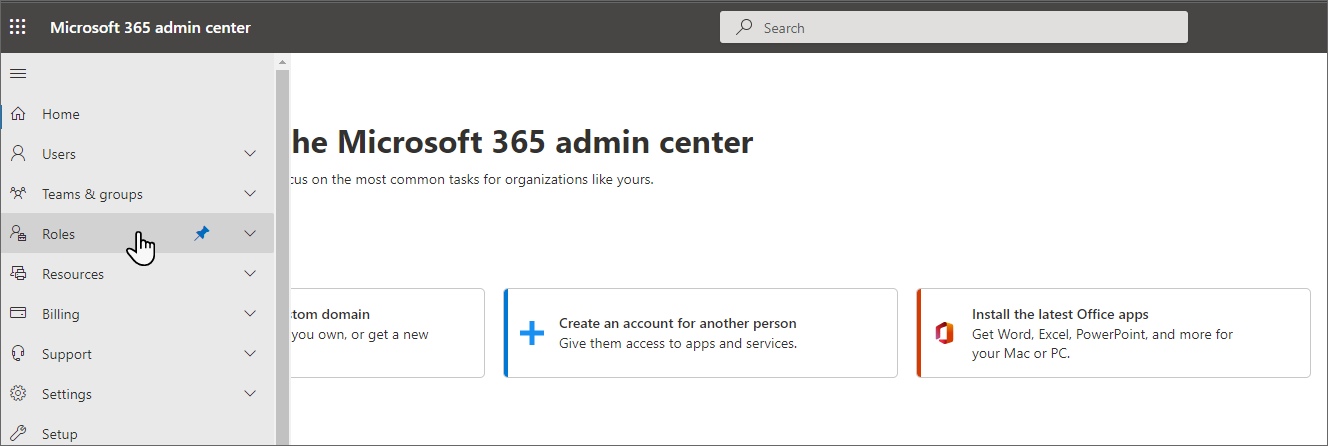 Microsoft 365 admin center
Search
Home
Users
Teams & groups
Roles
Resources
Billing
Support
Settings
Setup
he Microsoft 365 admin center
cus on the most common tasks for organizations like yours.
stom domain
you own, or get a new
Create an account for another person
Give them access to apps and services.
Install the latest Office apps
Get Word, Excel, PowerPoint, and more for
your Mac or PC.